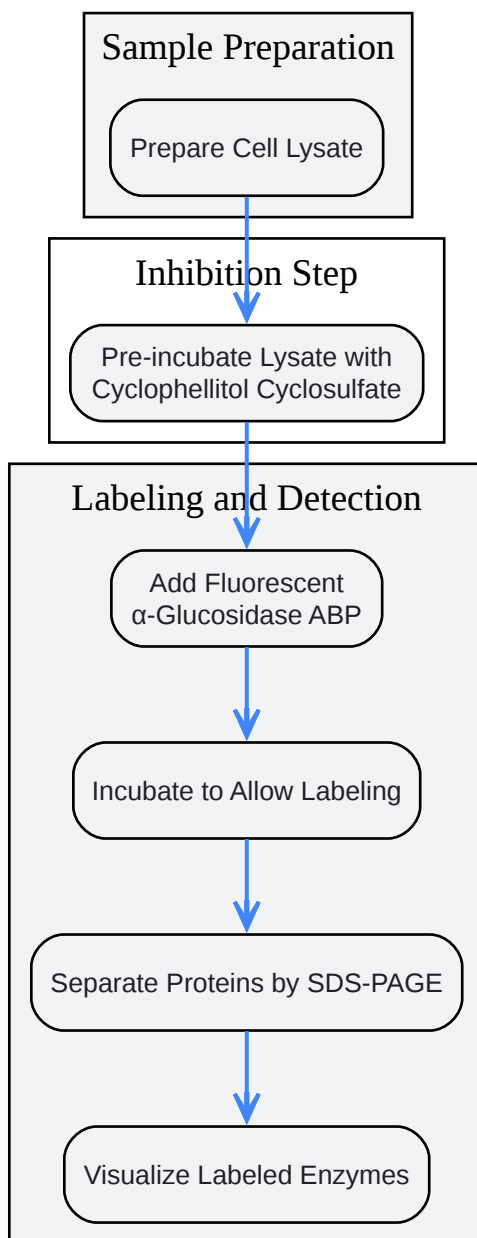 Sample Preparation
Prepare Cell Lysate
Inhibition Step
Pre-incubate Lysate with
Cyclophellitol Cyclosulfate
Labeling and Detection
Add Fluorescent
α-Glucosidase ABP
Incubate to Allow Labeling
Separate Proteins by SDS-PAGE
Visualize Labeled Enzymes